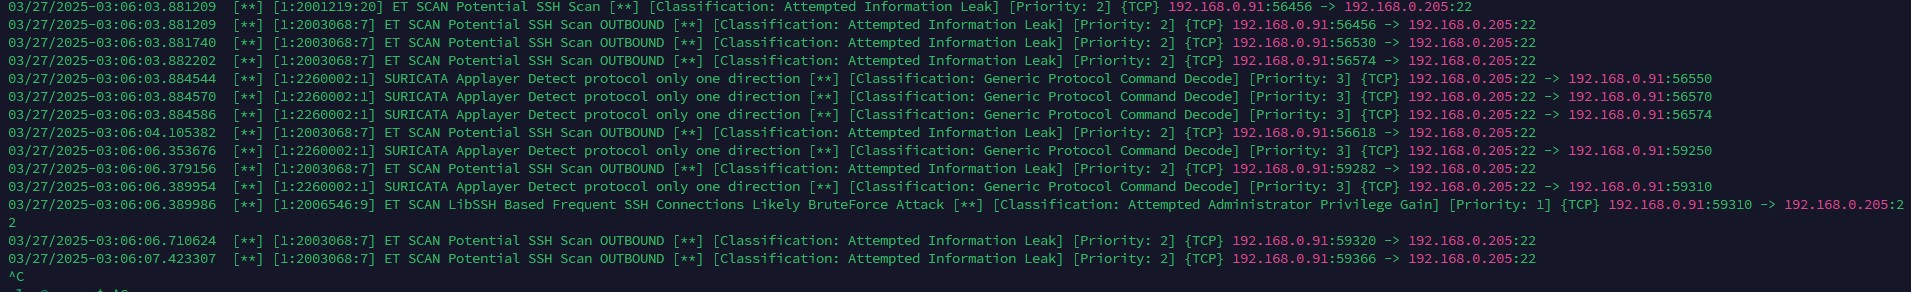 03/27/2025-03:06:03.881209  [**] [1:2001219:20] ET SCAN Potential SSH Scan [**] [Classification: Attempted Information Leak] [Priority: 2] {TCP} 192.168.0.91:56456 -> 192.168.0.205:22
03/27/2025-03:06:03.881209  [**] [1:2003068:7] ET SCAN Potential SSH Scan OUTBOUND [**] [Classification: Attempted Information Leak] [Priority: 2] {TCP} 192.168.0.91:56456 -> 192.168.0.205:22
03/27/2025-03:06:03.881740  [**] [1:2003068:7] ET SCAN Potential SSH Scan OUTBOUND [**] [Classification: Attempted Information Leak] [Priority: 2] {TCP} 192.168.0.91:56530 -> 192.168.0.205:22
03/27/2025-03:06:03.882202  [**] [1:2003068:7] ET SCAN Potential SSH Scan OUTBOUND [**] [Classification: Attempted Information Leak] [Priority: 2] {TCP} 192.168.0.91:56574 -> 192.168.0.205:22
03/27/2025-03:06:03.884544  [**] [1:2260002:1] SURICATA Applayer Detect protocol only one direction [**] [Classification: Generic Protocol Command Decode] [Priority: 3] {TCP} 192.168.0.205:22 -> 192.168.0.91:56550
03/27/2025-03:06:03.884570  [**] [1:2260002:1] SURICATA Applayer Detect protocol only one direction [**] [Classification: Generic Protocol Command Decode] [Priority: 3] {TCP} 192.168.0.205:22 -> 192.168.0.91:56570
03/27/2025-03:06:03.884586  [**] [1:2260002:1] SURICATA Applayer Detect protocol only one direction [**] [Classification: Generic Protocol Command Decode] [Priority: 3] {TCP} 192.168.0.205:22 -> 192.168.0.91:56574
03/27/2025-03:06:04.105382  [**] [1:2003068:7] ET SCAN Potential SSH Scan OUTBOUND [**] [Classification: Attempted Information Leak] [Priority: 2] {TCP} 192.168.0.91:56618 -> 192.168.0.205:22
03/27/2025-03:06:06.353676  [**] [1:2260002:1] SURICATA Applayer Detect protocol only one direction [**] [Classification: Generic Protocol Command Decode] [Priority: 3] {TCP} 192.168.0.205:22 -> 192.168.0.91:59250
03/27/2025-03:06:06.379156  [**] [1:2003068:7] ET SCAN Potential SSH Scan OUTBOUND [**] [Classification: Attempted Information Leak] [Priority: 2] {TCP} 192.168.0.91:59282 -> 192.168.0.205:22
03/27/2025-03:06:06.389954  [**] [1:2260002:1] SURICATA Applayer Detect protocol only one direction [**] [Classification: Generic Protocol Command Decode] [Priority: 3] {TCP} 192.168.0.205:22 -> 192.168.0.91:59310
03/27/2025-03:06:06.389986  [**] [1:2006546:9] ET SCAN LibSSH Based Frequent SSH Connections Likely BruteForce Attack [**] [Classification: Attempted Administrator Privilege Gain] [Priority: 1] {TCP} 192.168.0.91:59310 -> 192.168.0.205:2
2
03/27/2025-03:06:06.710624  [**] [1:2003068:7] ET SCAN Potential SSH Scan OUTBOUND [**] [Classification: Attempted Information Leak] [Priority: 2] {TCP} 192.168.0.91:59320 -> 192.168.0.205:22
03/27/2025-03:06:07.423307  [**] [1:2003068:7] ET SCAN Potential SSH Scan OUTBOUND [**] [Classification: Attempted Information Leak] [Priority: 2] {TCP} 192.168.0.91:59366 -> 192.168.0.205:22
^C